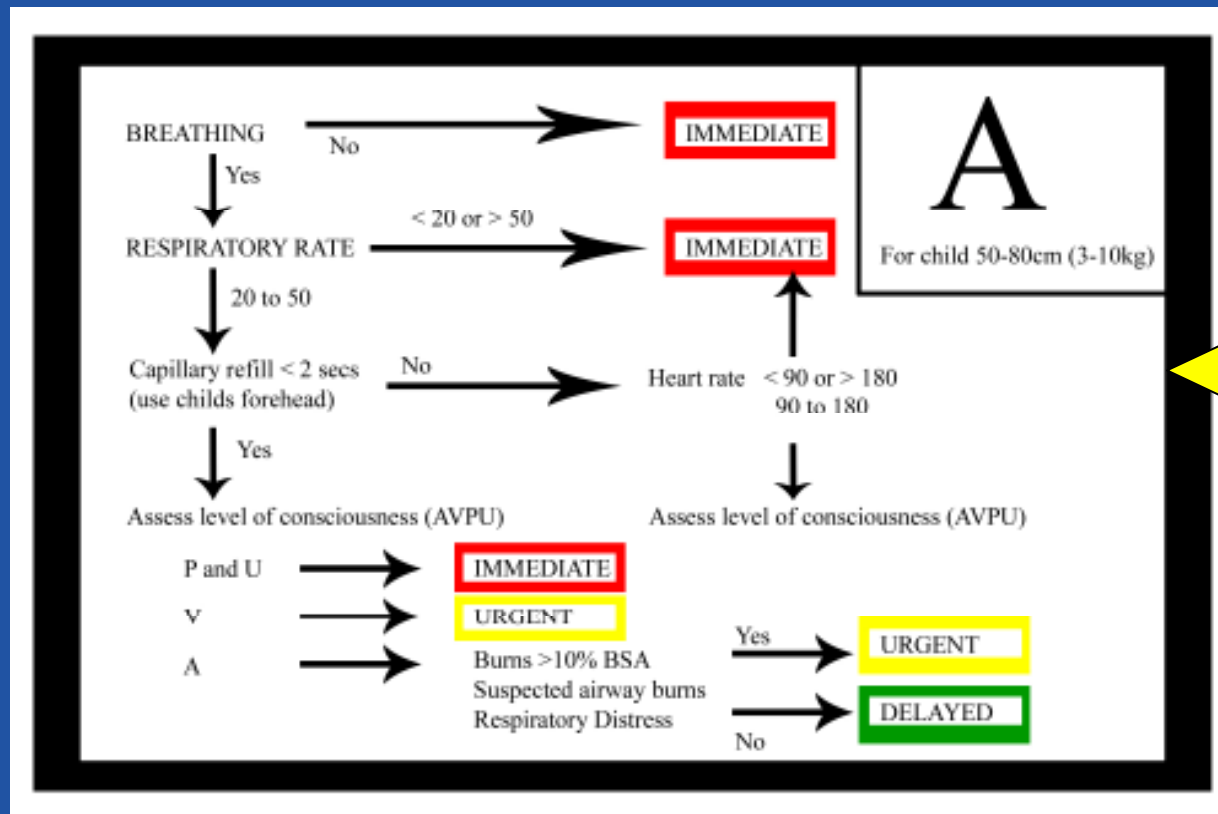 BREATHING
No
IMMEDIATE
A
For child 50-80cm (3-10kg)
Yes
RESPIRATORY RATE
< 20 or > 50
IMMEDIATE
20 to 50
Capillary refill < 2 secs
(use childs forehead)
No
Heart rate < 90 or > 180
90 to 180
Yes
Assess level of consciousness (AVPU)
Assess level of consciousness (AVPU)
P and U
IMMEDIATE
V
URGENT
A
Burns >10% BSA
Suspected airway burns
Respiratory Distress
Yes
URGENT
No
DELAYED